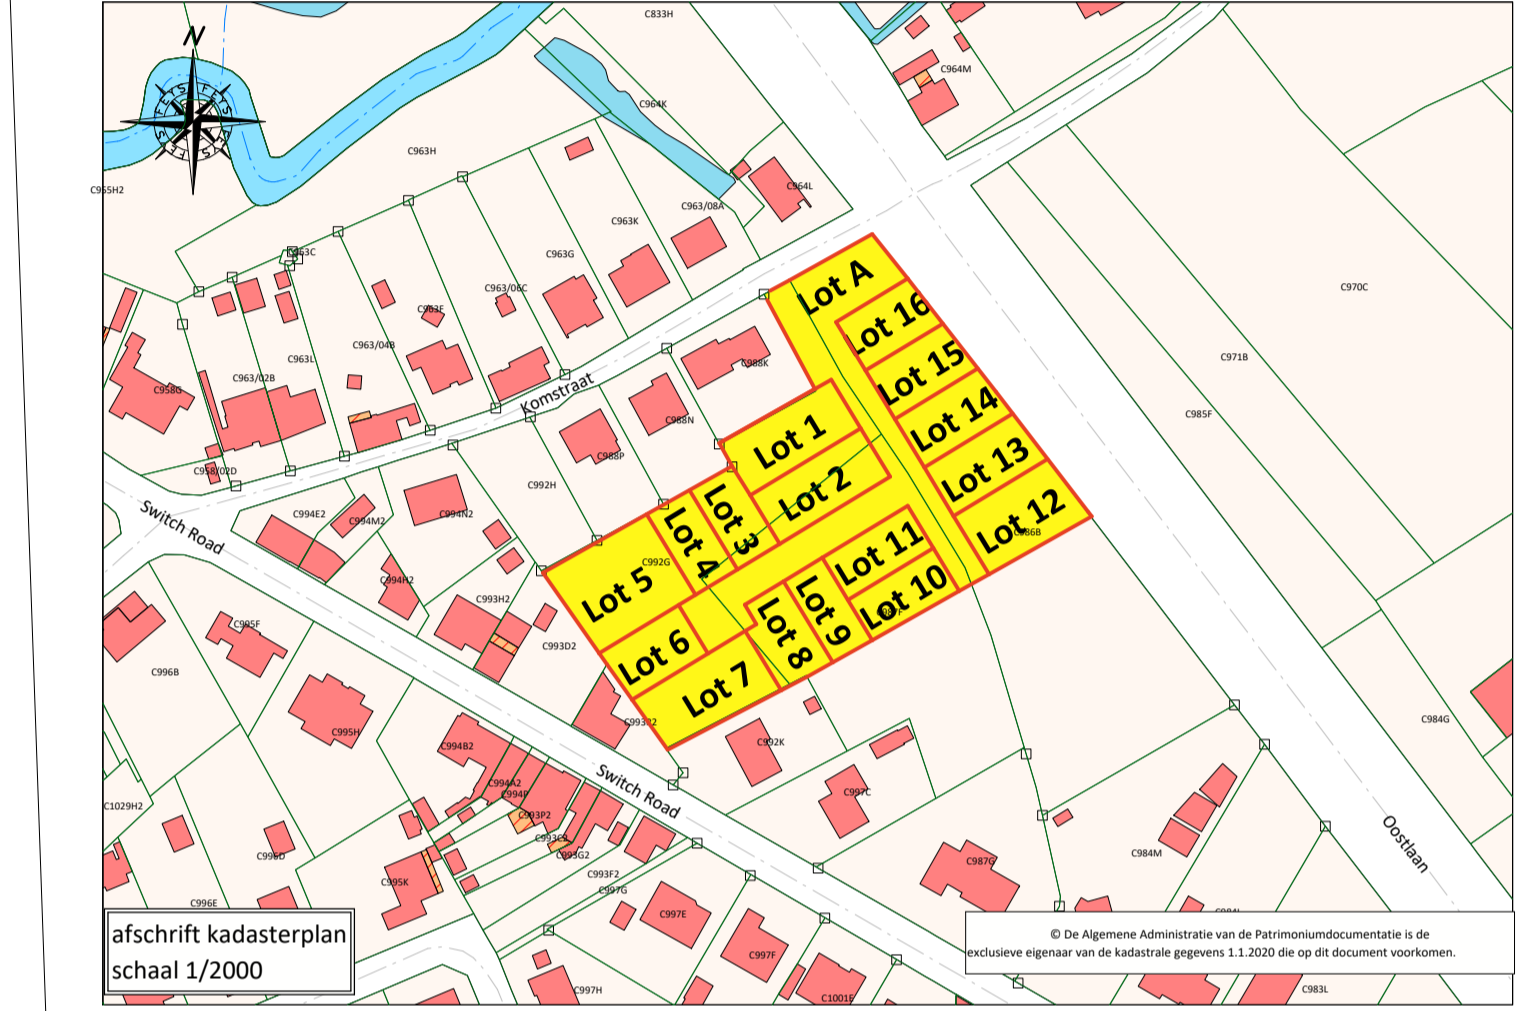 N
C833H
C964M
C964K
C963H
C965H2
C964L
C963/08A
C963K
C963C
C963G
C963/06C
C963F
C970C
C963/04B
C963L
C963/02B
C958G
C971B
C988K
C985F
Komstraat
C988N
C988P
C958/02D
C992H
Switch Road
C994E2
C994M2
C994N2
Lot A
Lot 16
Lot 15
Lot 14
Lot 13
Lot 12
Lot 1
Lot 2
Lot 3
Lot 4
Lot 5
Lot 6
Lot 7
Lot 8
Lot 9
Lot 10
Lot 11
C992G
C994H2
C993H2
C993D2
C995F
C996B
C995H
C992K
C984G
C994B2
C994A2
C994P
C993P2
C993C2
C993G2
C993F2
C997G
Switch Road
C997C
C1029H2
C996D
C995K
C996E
C987G
C984M
Oostlaan
C997E
C997F
C997H
C1001E
C983L
afschrift kadasterplan
schaal 1/2000
© De Algemene Administratie van de Patrimoniumdocumentatie is de
exclusieve eigenaar van de kadastrale gegevens 1.1.2020 die op dit document voorkomen.